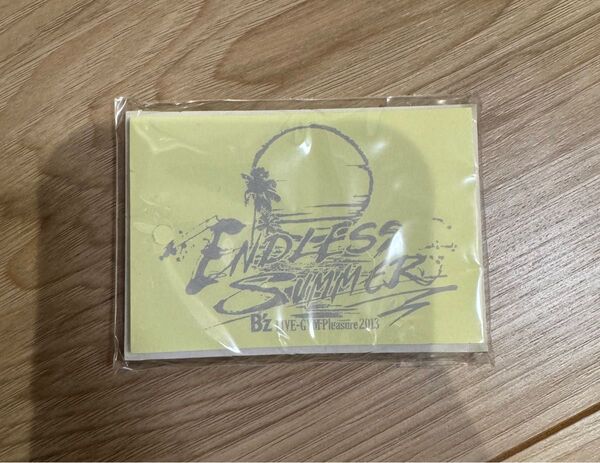 ENDLESS
SUMMER
B'z LIVE-GYM Pleasure 2013